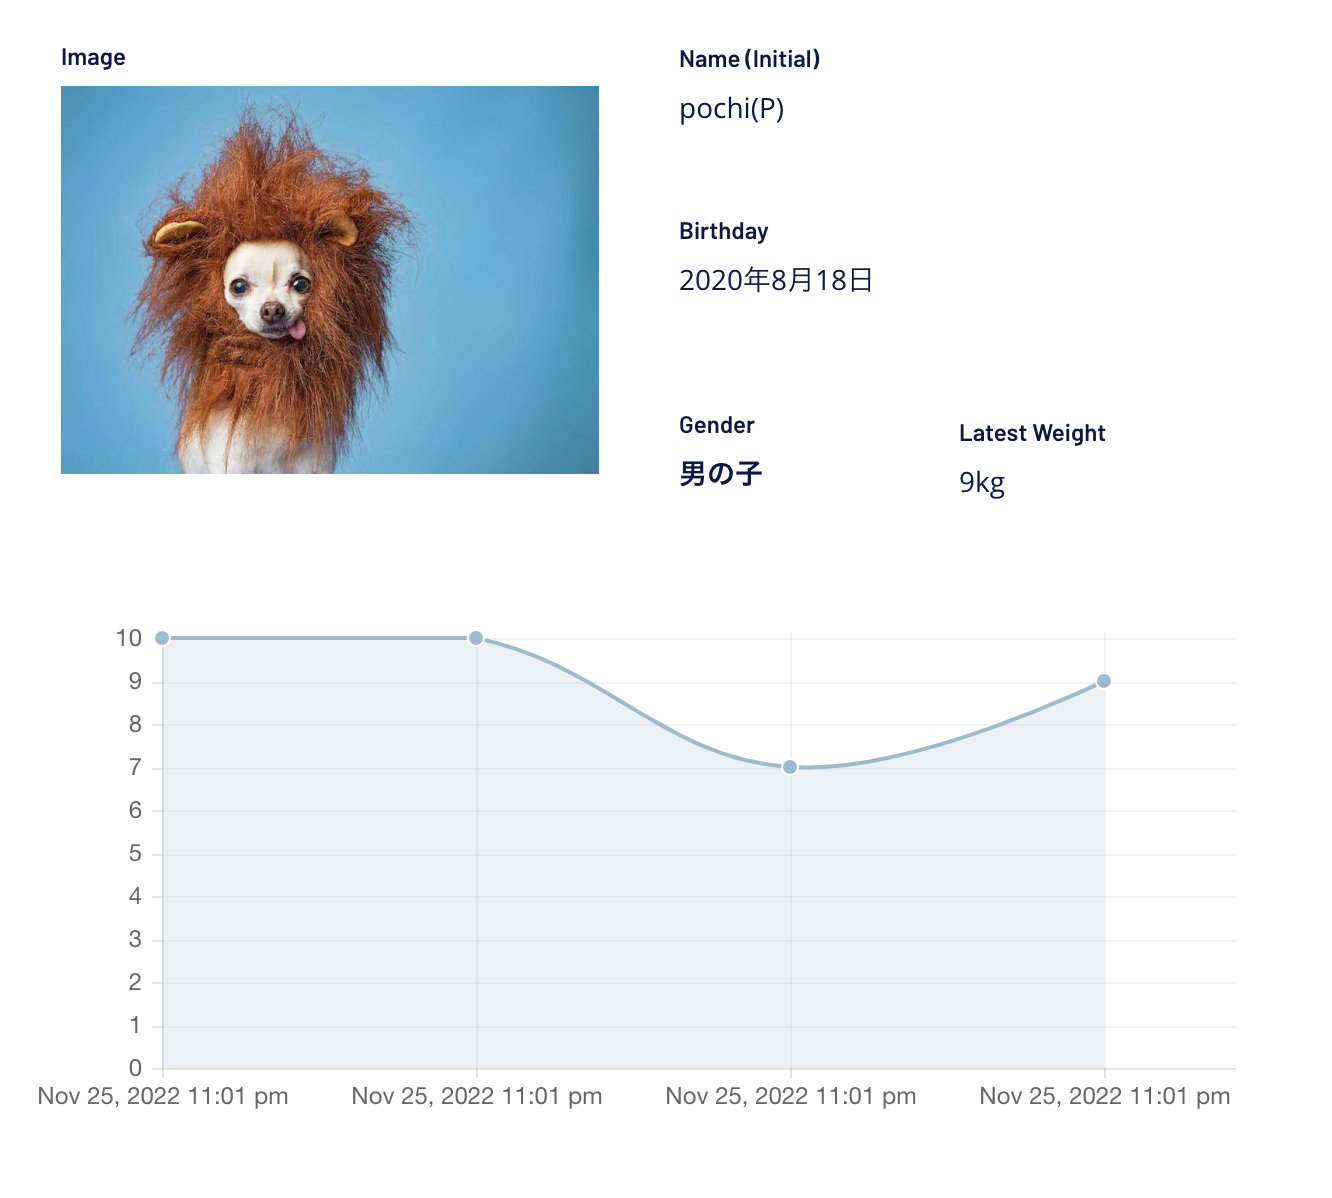 Image
Name (Initial)
pochi(P)
Birthday
2020年8月18日
Gender
男の子
Latest Weight
9kg
10
9
8
7
6
5
4
3
2
1
0
Nov 25, 2022 11:01 pm Nov 25, 2022 11:01 pm Nov 25, 2022 11:01 pm Nov 25, 2022 11:01 pm